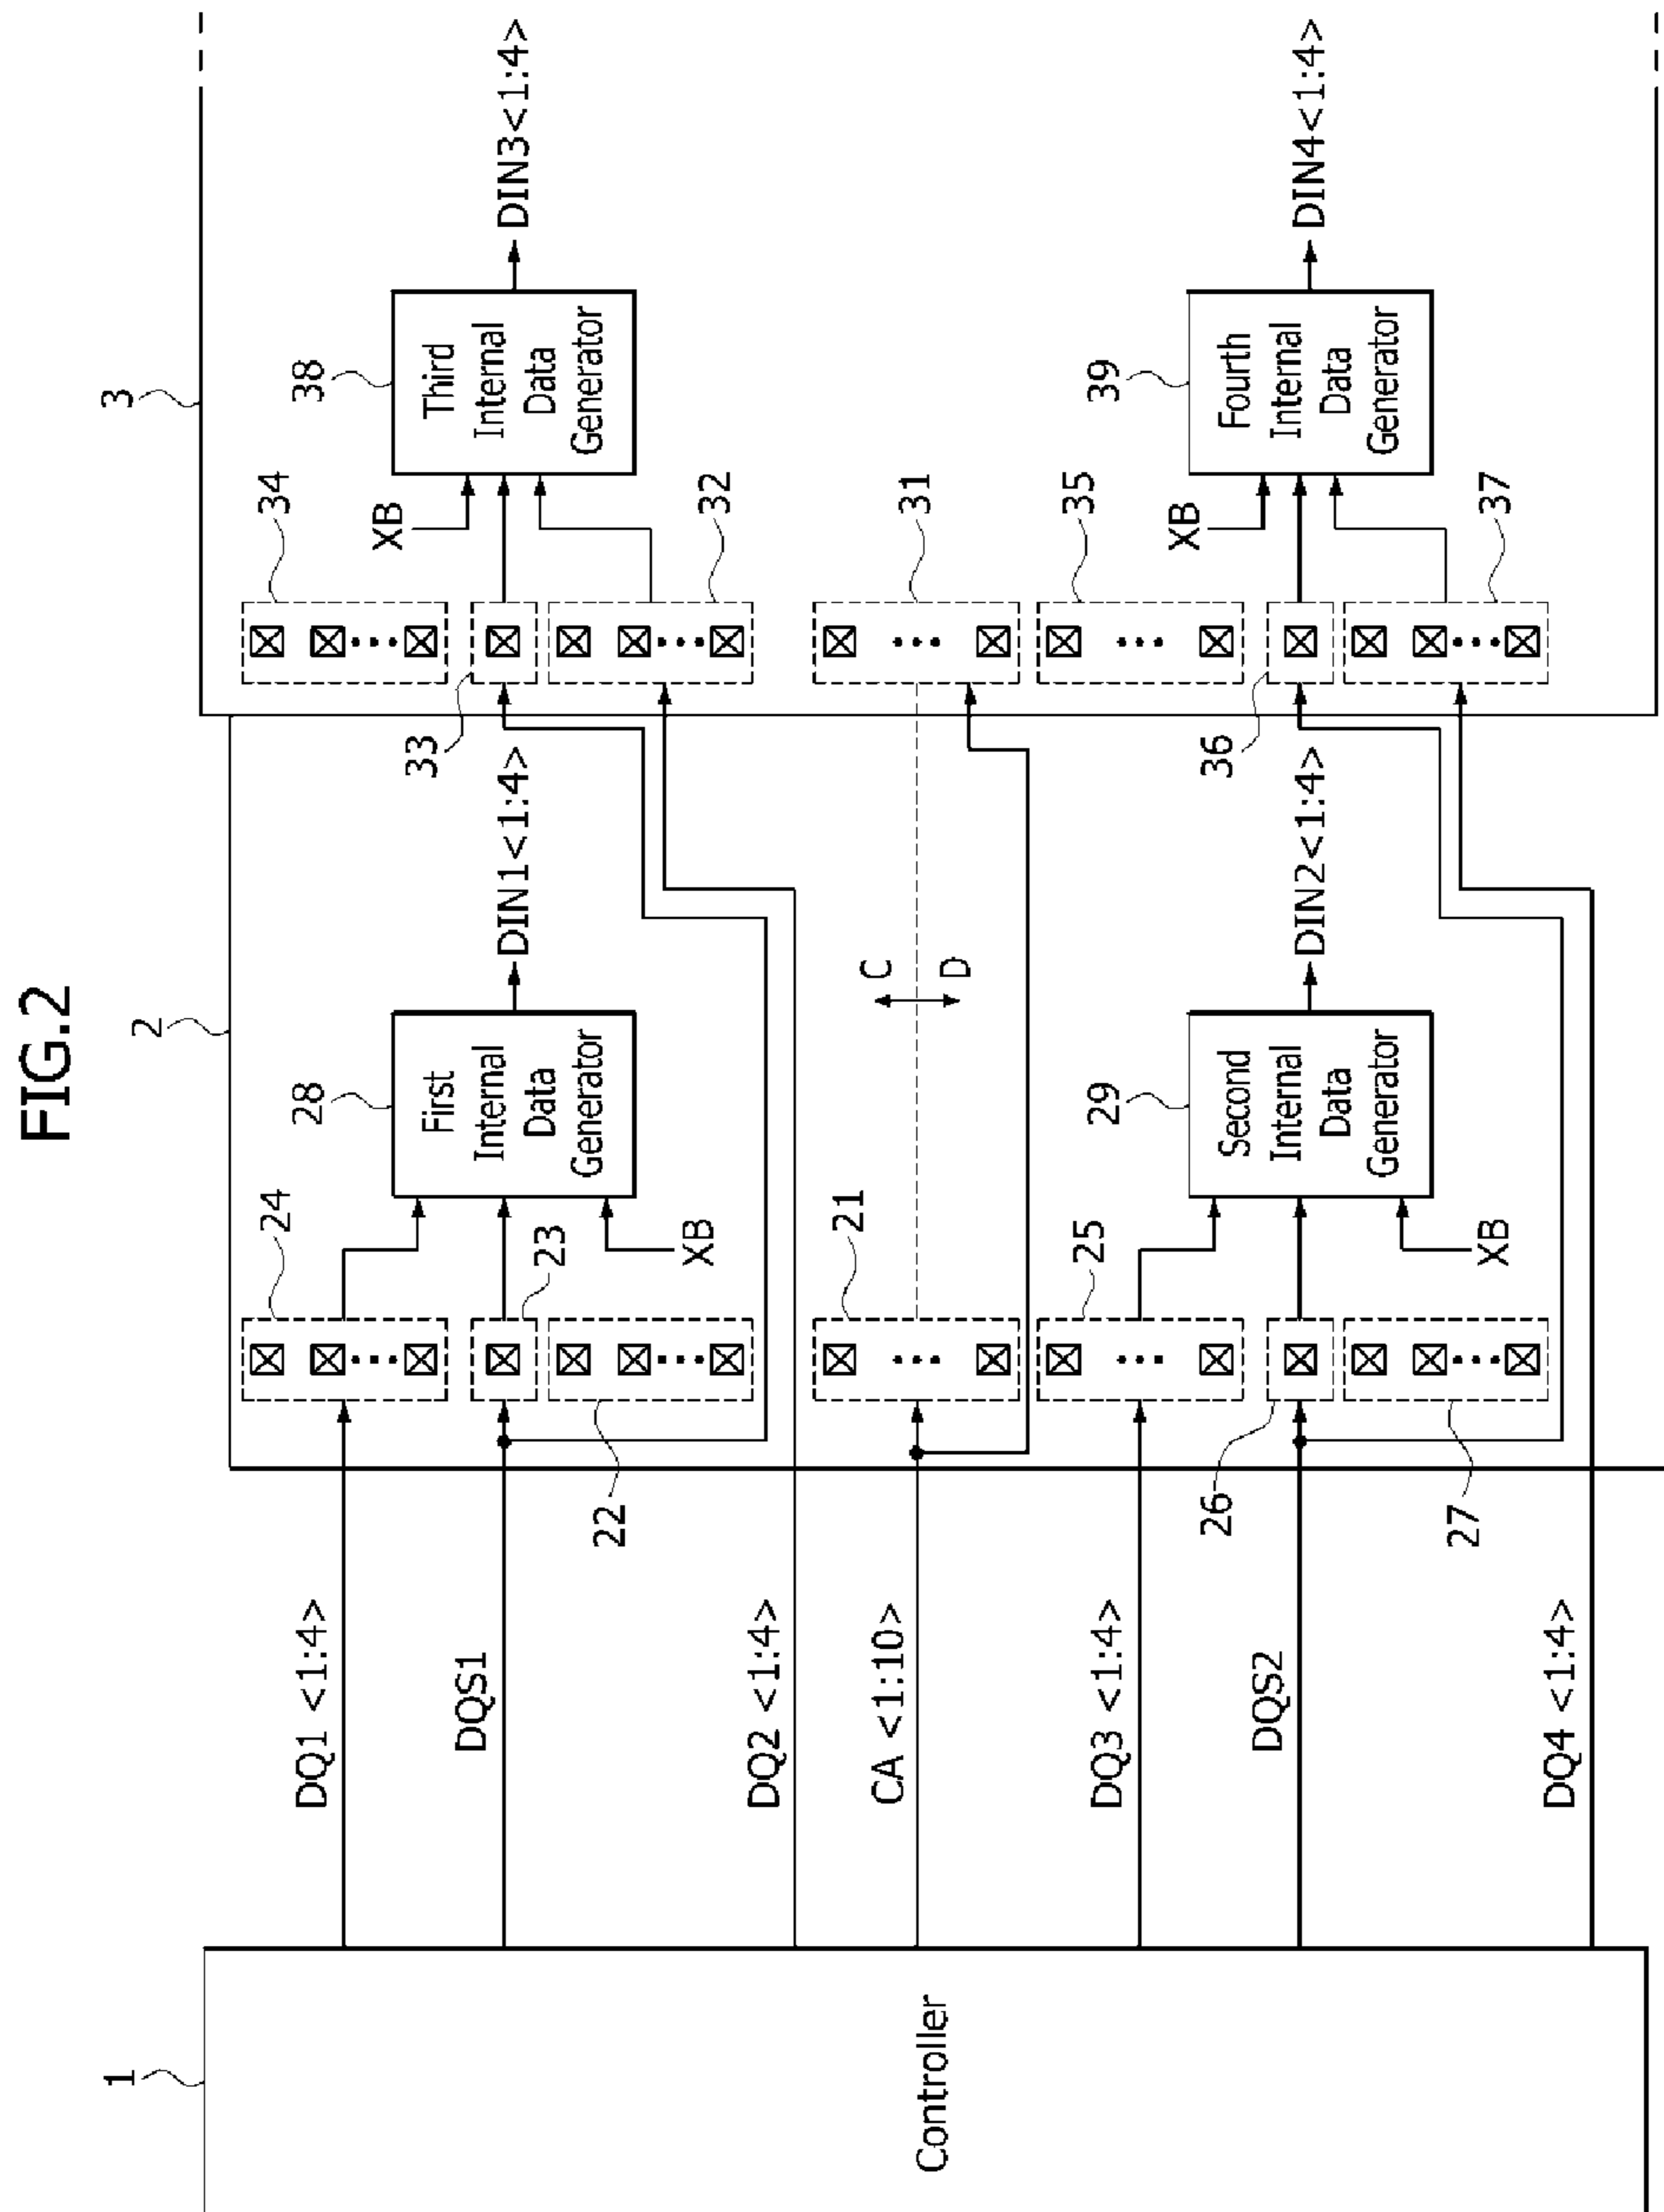 FIG.2
1
Controller
DQ1 <1:4>
DQS1
DQ2 <1:4>
CA <1:10>
DQ3 <1:4>
DQS2
DQ4 <1:4>
2
24
23
22
XB
28
First
Internal
Data
Generator
DIN1<1:4>
21
C
D
25
26
27
XB
29
Second
Internal
Data
Generator
DIN2<1:4>
3
34
33
32
XB
38
Third
Internal
Data
Generator
DIN3<1:4>
31
35
36
37
XB
39
Fourth
Internal
Data
Generator
DIN4<1:4>